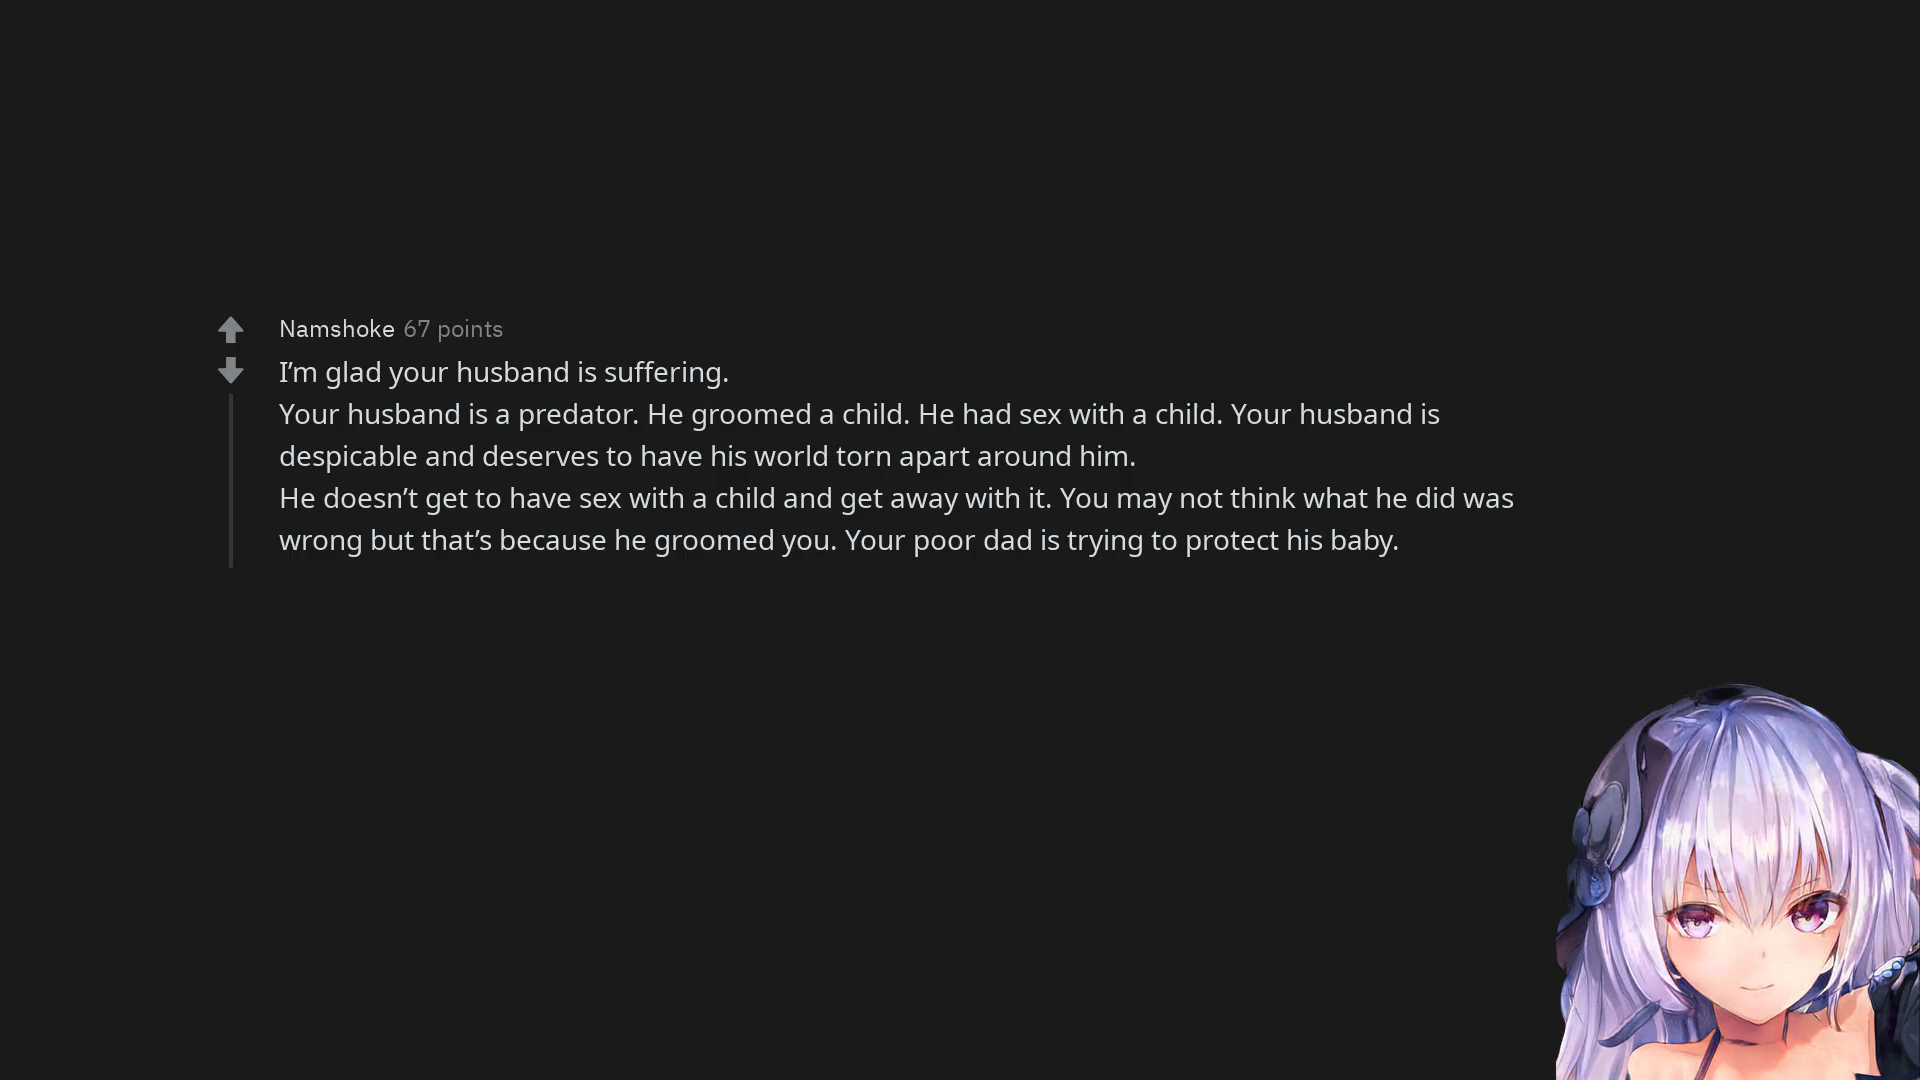 Namshoke 67 points
I’m glad your husband is suffering.
Your husband is a predator. He groomed a child. He had sex with a child. Your husband is
despicable and deserves to have his world torn apart around him.
He doesn’t get to have sex with a child and get away with it. You may not think what he did was
wrong but that’s because he groomed you. Your poor dad is trying to protect his baby.